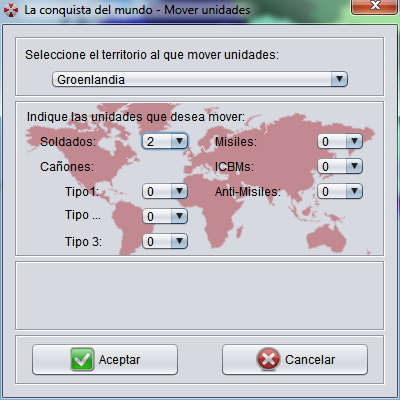 La conquista del mundo - Mover unidades
Seleccione el territorio al que mover unidades:
Groenlandia
Indique las unidades que desea mover:
Soldados: 2 Misiles: 0
Cañones: ICBMs: 0
Tipo1: 0 Anti-Misiles: 0
Tipo ... 0
Tipo 3: 0
Aceptar Cancelar